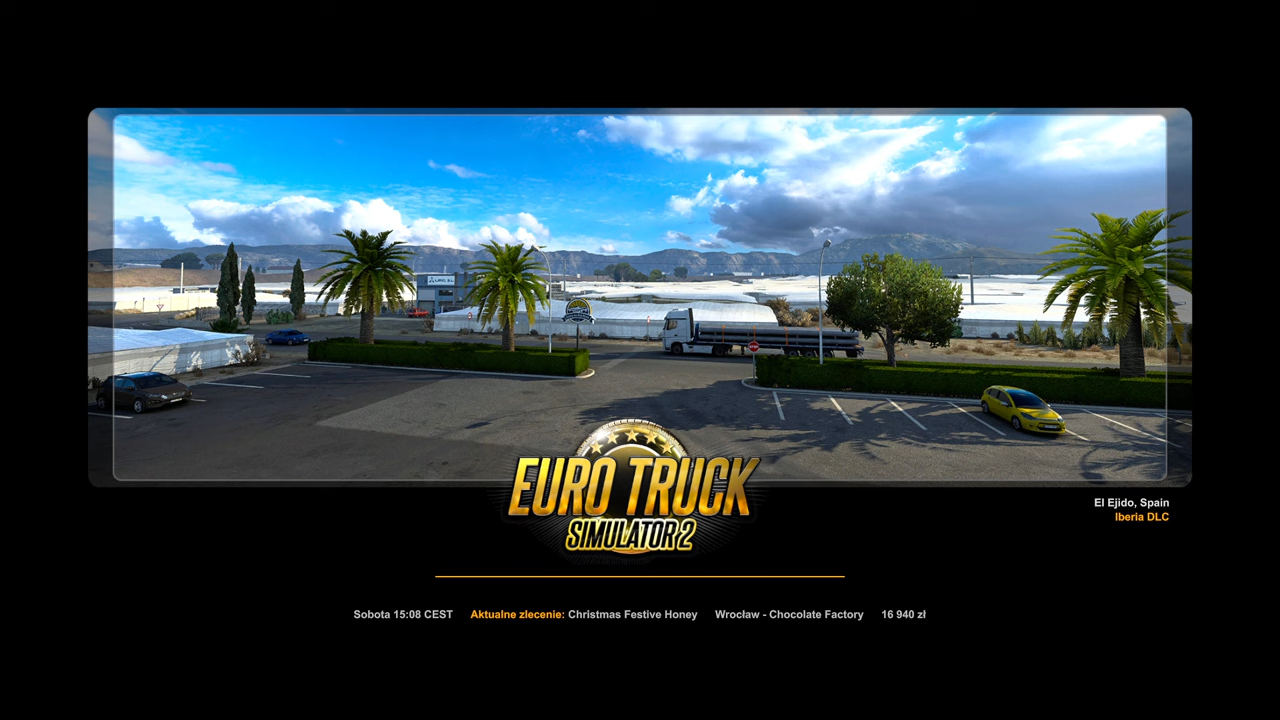 STOP
EURO TRUCK
SIMULATOR 2
El Ejido, Spain
Iberia DLC
Sobota 15:08 CEST Aktualne zlecenie: Christmas Festive Honey Wrocław - Chocolate Factory 16 940 zł